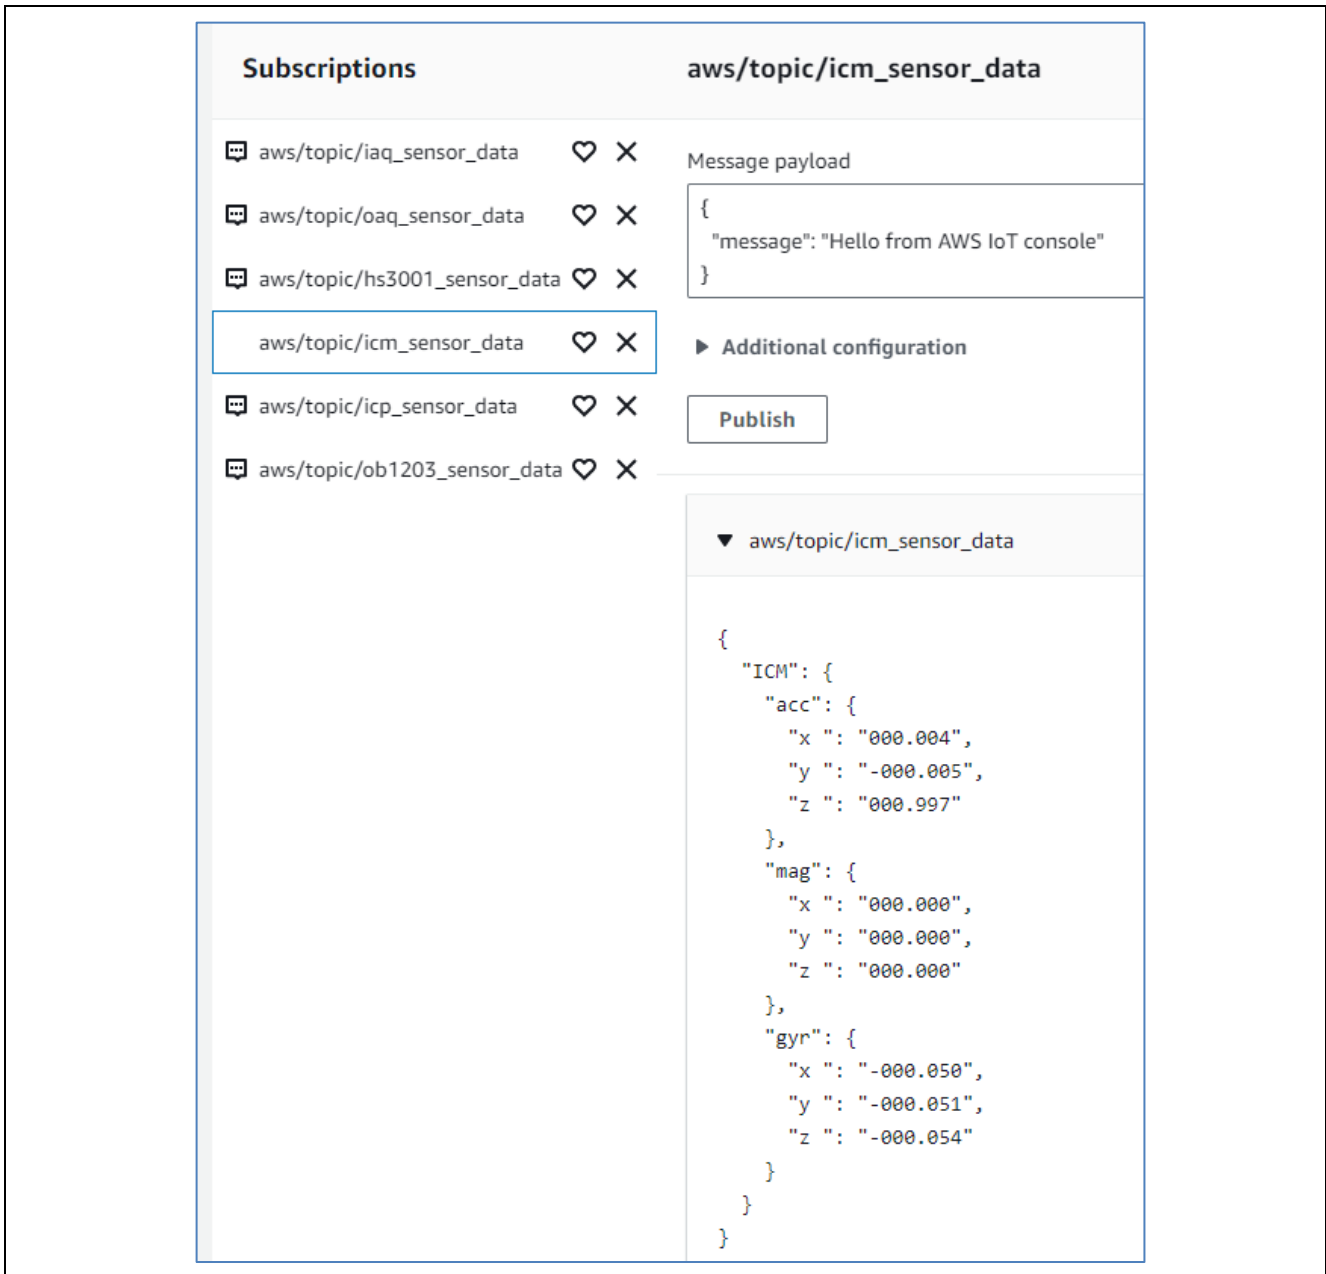 Subscriptions
aws/topic/iaq_sensor_data
aws/topic/oaq_sensor_data
aws/topic/hs3001_sensor_data
aws/topic/icm_sensor_data
aws/topic/icp_sensor_data
aws/topic/ob1203_sensor_data
aws/topic/icm_sensor_data
Message payload
{
"message": "Hello from AWS IoT console"
}
Additional configuration
Publish
aws/topic/icm_sensor_data
{
"ICM": {
"acc": {
"x ": "000.004",
"y ": "-000.005",
"z ": "000.997"
},
"mag": {
"x ": "000.000",
"y ": "000.000",
"z ": "000.000"
},
"gyr": {
"x ": "-000.050",
"y ": "-000.051",
"z ": "-000.054"
}
}
}